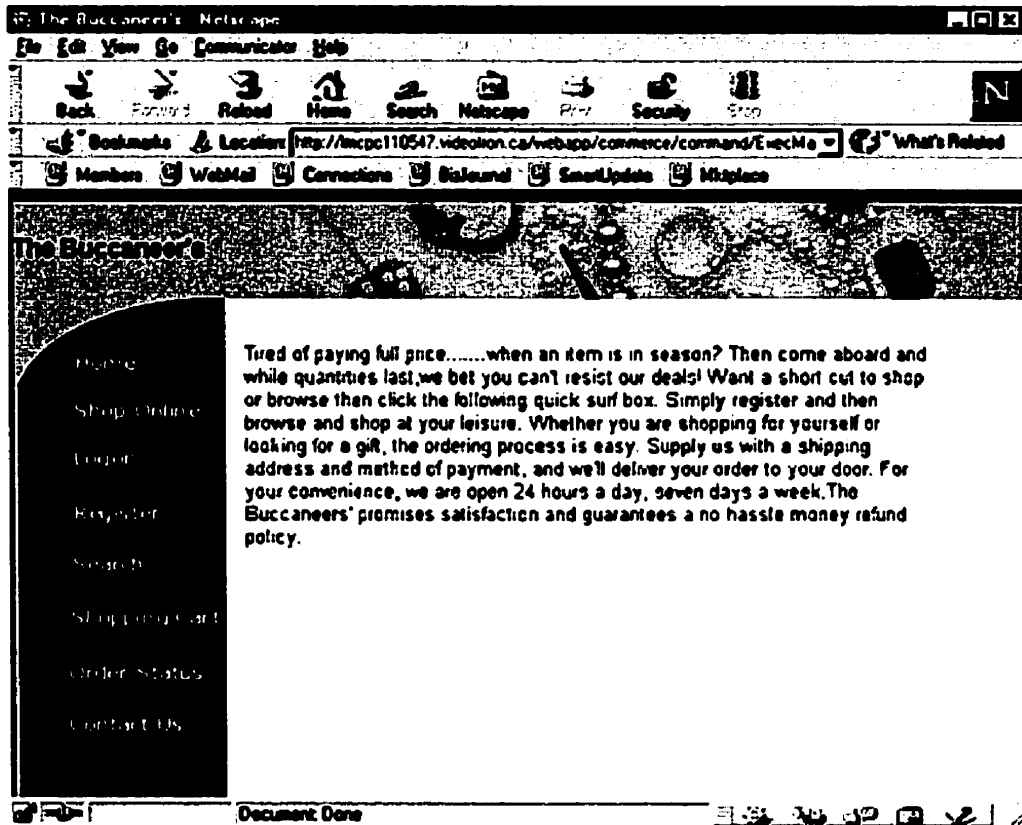 The Buccaneer's - Netscape
File Edit View Go Communicator Help
Back Forward Reload Home Search Netscape Print Security Stop
N
Bookmarks Location: http://tmcpc110547.videotron.ca/webapp/commerce/command/ExecMa What's Related
Members WebMail Connections BizJournal SmartUpdate Mktplace
The Buccaneer's
Home
Shop Online
Logon
Register
Search
Shopping Cart
Order Status
Contact Us
Tired of paying full price.......when an item is in season? Then come aboard and
while quantities last,we bet you can't resist our deals! Want a short cut to shop
or browse then click the following quick surf box. Simply register and then
browse and shop at your leisure. Whether you are shopping for yourself or
looking for a gift, the ordering process is easy. Supply us with a shipping
address and method of payment, and we'll deliver your order to your door. For
your convenience, we are open 24 hours a day, seven days a week.The
Buccaneers' promises satisfaction and guarantees a no hassle money refund
policy.
Document Done